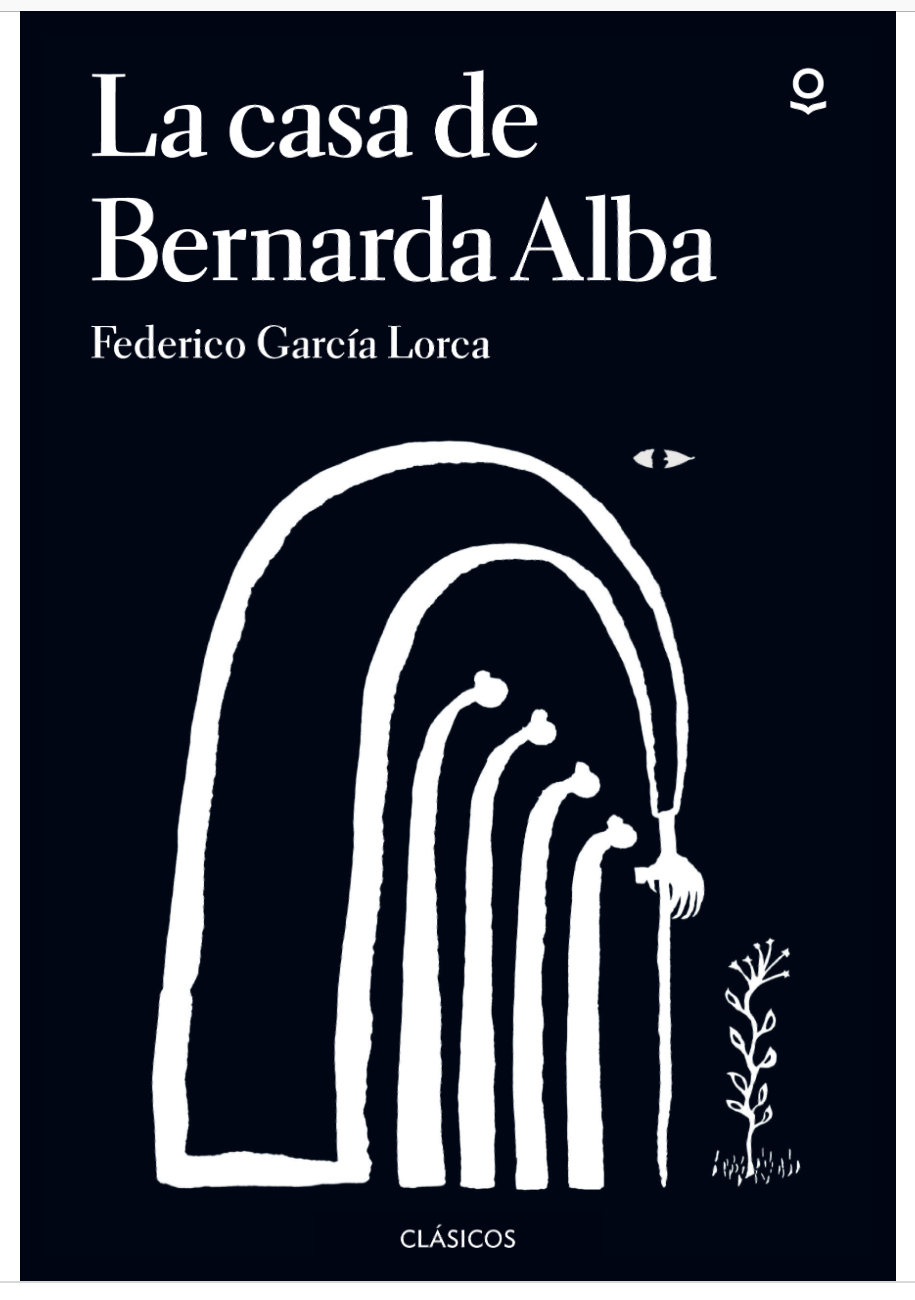 La casa de
Bernarda Alba
Federico García Lorca
CLÁSICOS